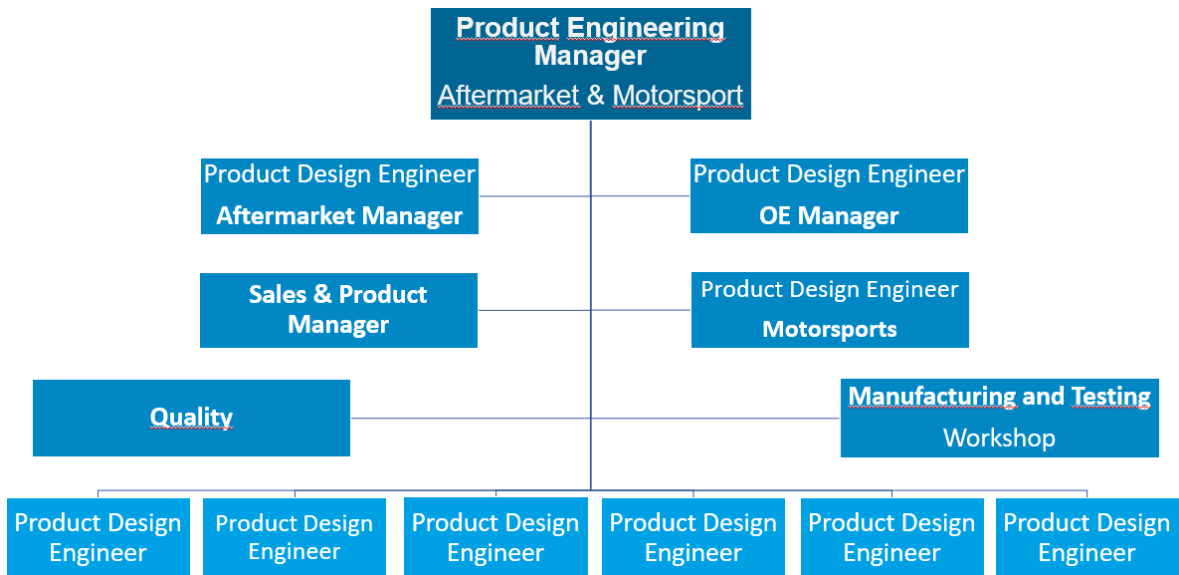 Product Engineering
Manager
Aftermarket & Motorsport
Product Design Engineer
Aftermarket Manager
Product Design Engineer
OE Manager
Sales & Product
Manager
Product Design Engineer
Motorsports
Quality
Manufacturing and Testing
Workshop
Product Design
Engineer
Product Design
Engineer
Product Design
Engineer
Product Design
Engineer
Product Design
Engineer
Product Design
Engineer